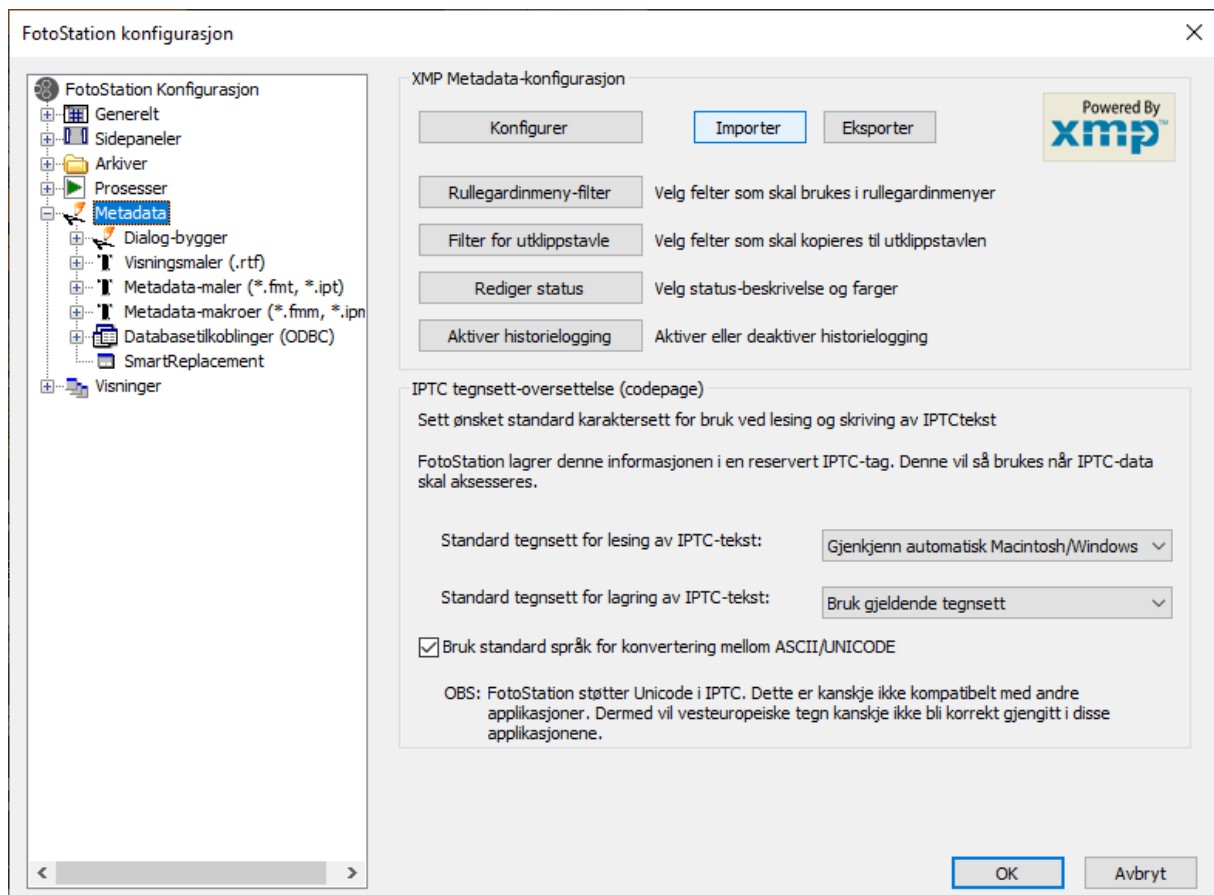 FotoStation konfigurasjon
FotoStation Konfigurasjon
Generelt
Sidepaneler
Arkiver
Prosesser
Metadata
Dialog-bygger
Visningsmaler (.rtf)
Metadata-maler (*.fmt, *.ipt)
Metadata-makroer (*.fmm, *.ipm
Databasetilkoblinger (ODBC)
SmartReplacement
Visninger
XMP Metadata-konfigurasjon
Konfigurer Importer Eksporter
Powered By
xmp™
Rullegardinmeny-filter Velg felter som skal brukes i rullegardinmenyer
Filter for utklippstavle Velg felter som skal kopieres til utklippstavlen
Rediger status Velg status-beskrivelse og farger
Aktiver historielogging Aktiver eller deaktiver historielogging
IPTC tegnsett-oversettelse (codepage)
Sett ønsket standard karaktersett for bruk ved lesing og skriving av IPTCtekst
FotoStation lagrer denne informasjonen i en reservert IPTC-tag. Denne vil så brukes når IPTC-data
skal aksesseres.
Standard tegnsett for lesing av IPTC-tekst: Gjenkjenn automatisk Macintosh/Windows
Standard tegnsett for lagring av IPTC-tekst: Bruk gjeldende tegnsett
Bruk standard språk for konvertering mellom ASCII/UNICODE
OBS: FotoStation støtter Unicode i IPTC. Dette er kanskje ikke kompatibelt med andre
applikasjoner. Dermed vil vesteuropeiske tegn kanskje ikke bli korrekt gjengitt i disse
applikasjonene.
OK Avbryt